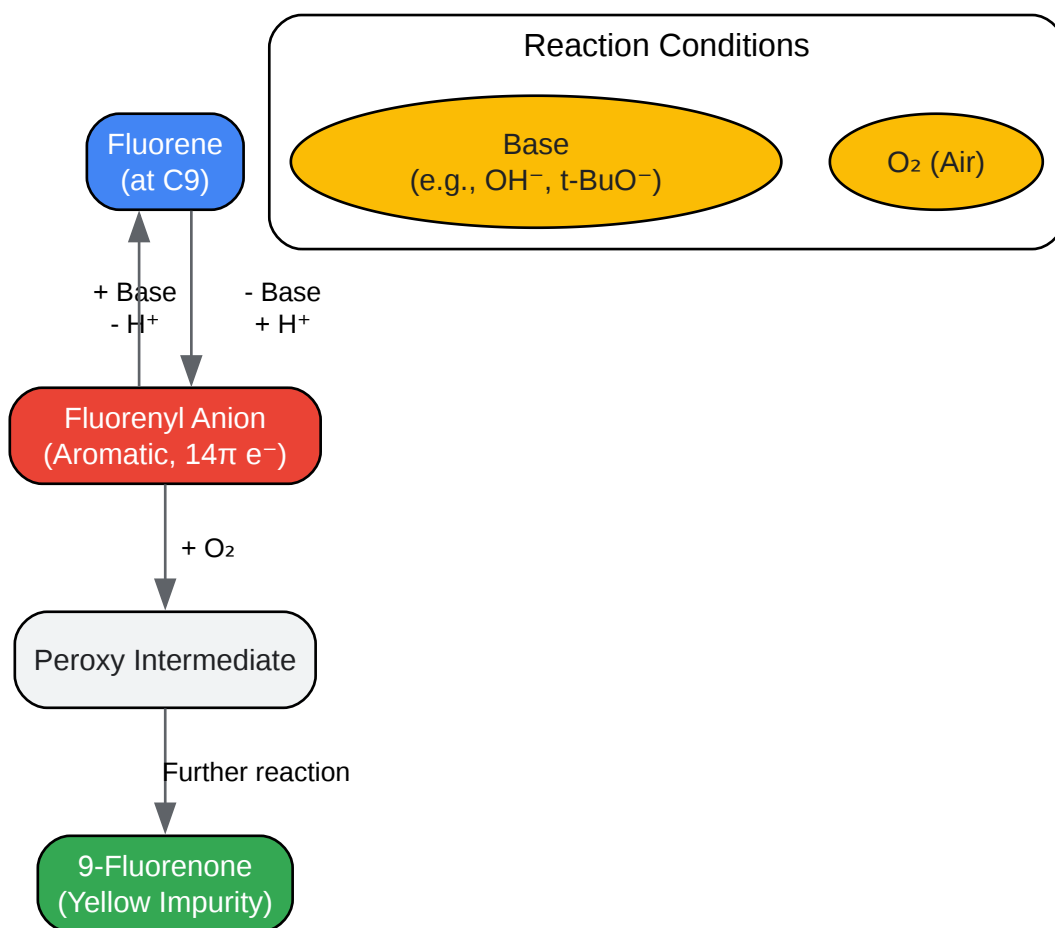 Reaction Conditions
Fluorene
(at C9)
Base
(e.g., OH⁻, t-BuO⁻)
O₂ (Air)
+ Base
- H⁺
- Base
+ H⁺
Fluorenyl Anion
(Aromatic, 14π e⁻)
+ O₂
Peroxy Intermediate
Further reaction
9-Fluorenone
(Yellow Impurity)